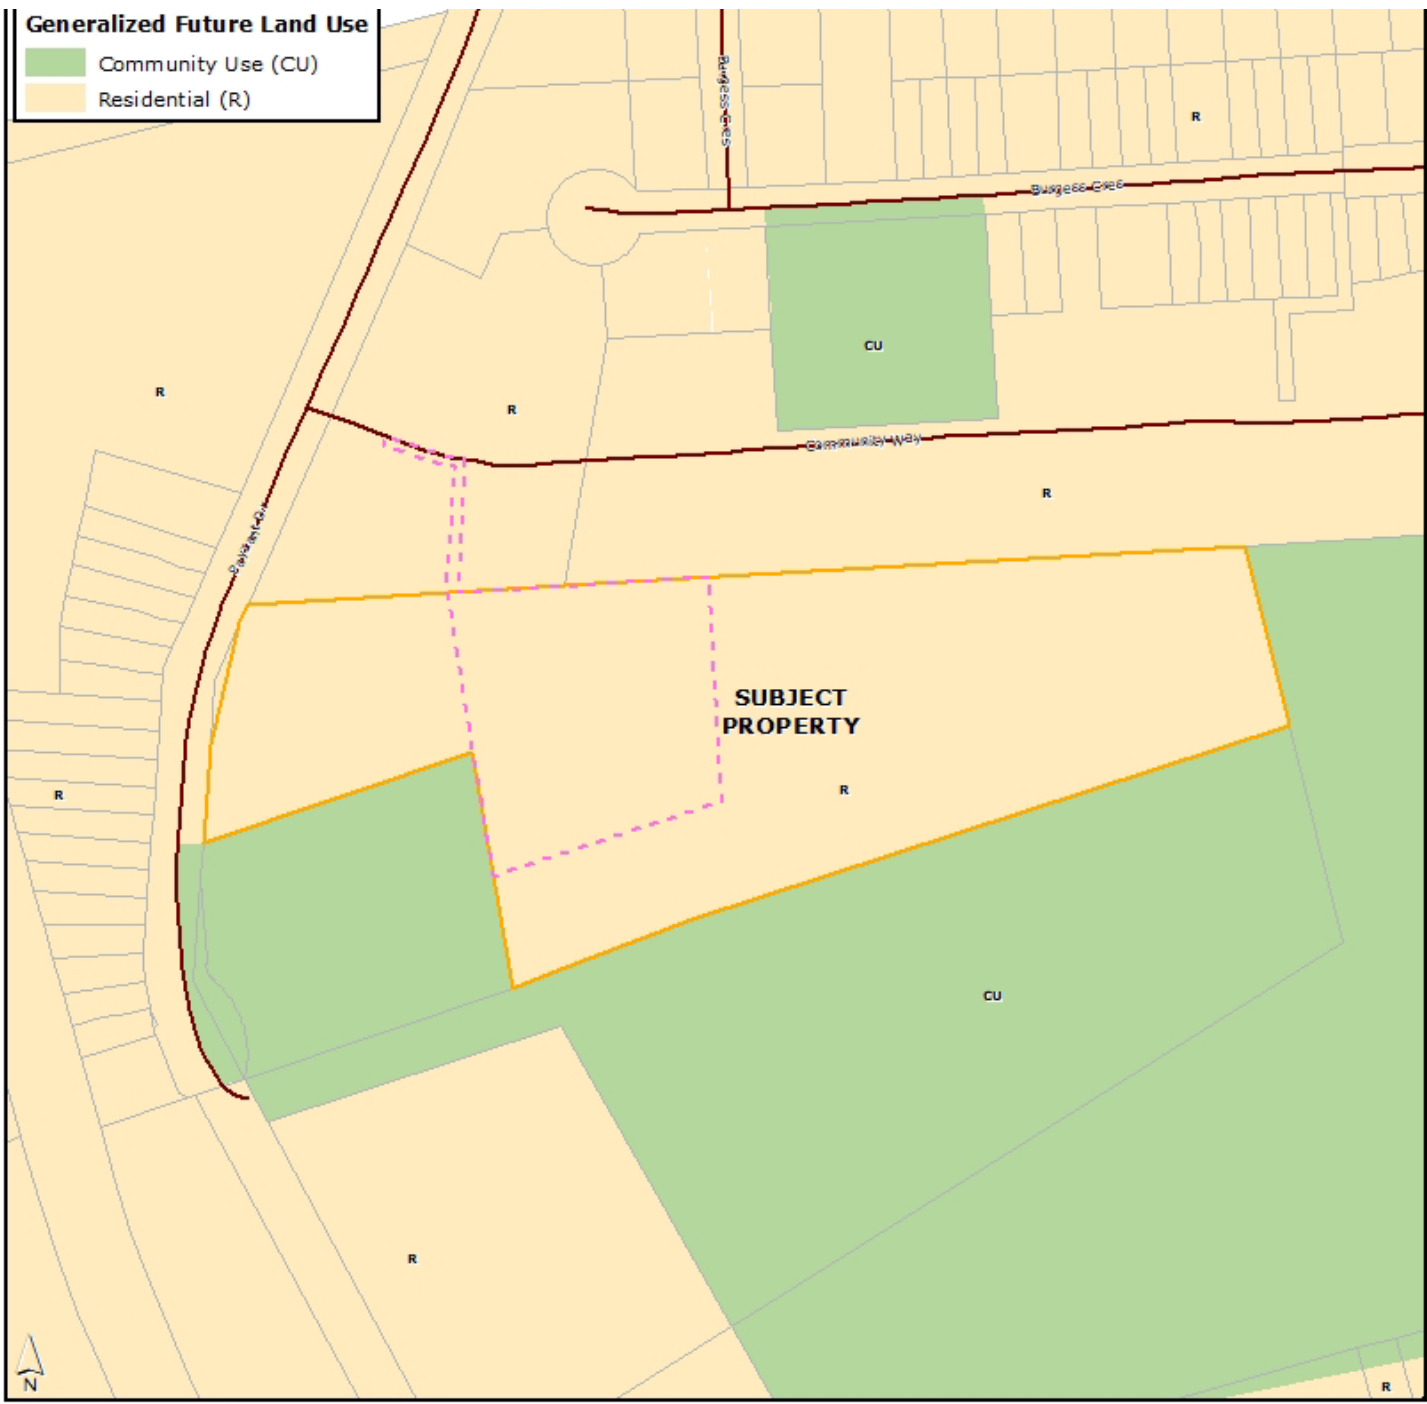 Generalized Future Land Use
Community Use (CU)
Residential (R)
Burgess Cres
R
Burgess Cres
CU
R
R
Community Way
R
SUBJECT
PROPERTY
R
R
CU
R
N
R